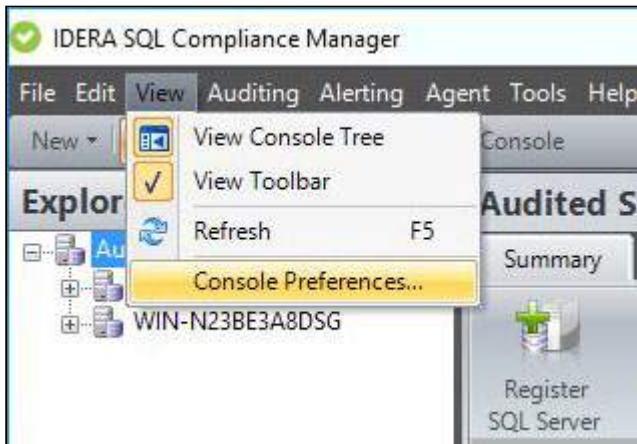 IDERA SQL Compliance Manager
File Edit View Auditing Alerting Agent Tools Help
New Console
View Console Tree
View Toolbar
Refresh F5
Console Preferences...
Explor
Audited S
Au
WIN-N23BE3A8DSG
Summary
Register
SQL Server